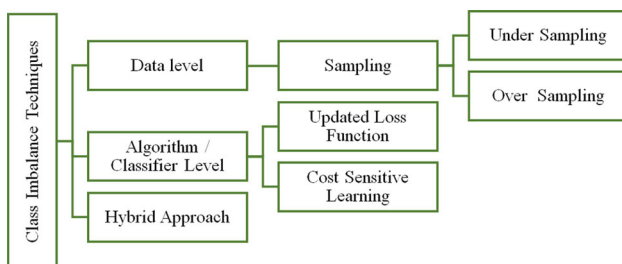 Class Imbalance Techniques
Data level
Sampling
Under Sampling
Over Sampling
Algorithm /
Classifier Level
Updated Loss
Function
Cost Sensitive
Learning
Hybrid Approach